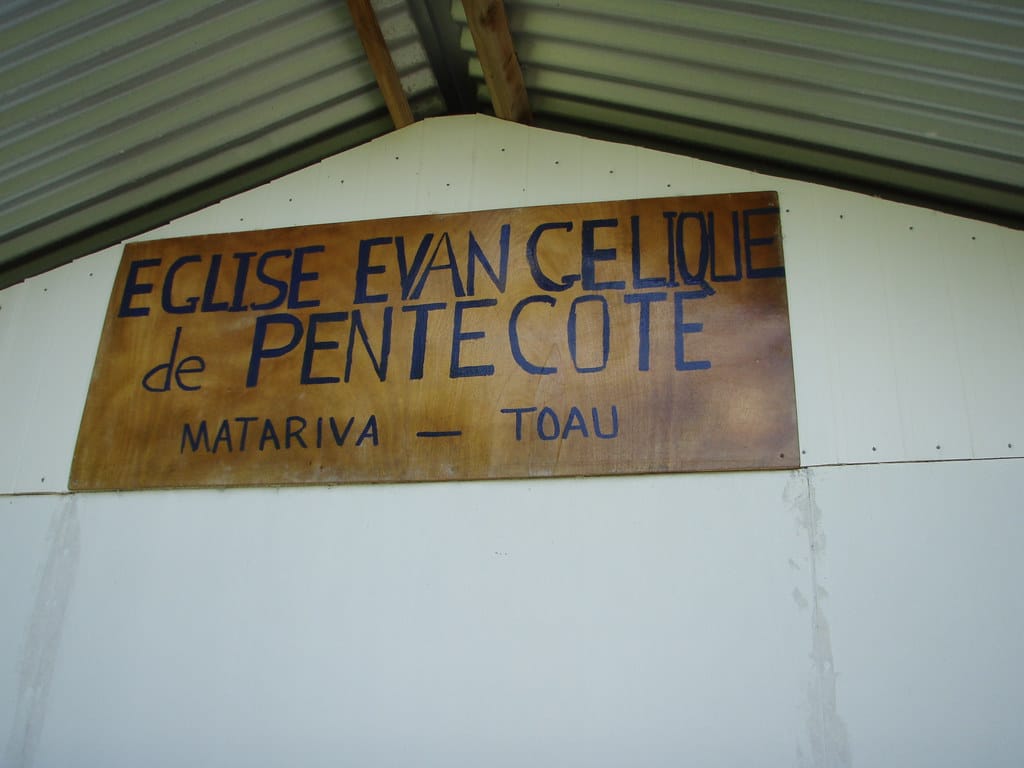 EGLISE EVANGELIQUE
de PENTECOTE
MATARIVA - TOAU